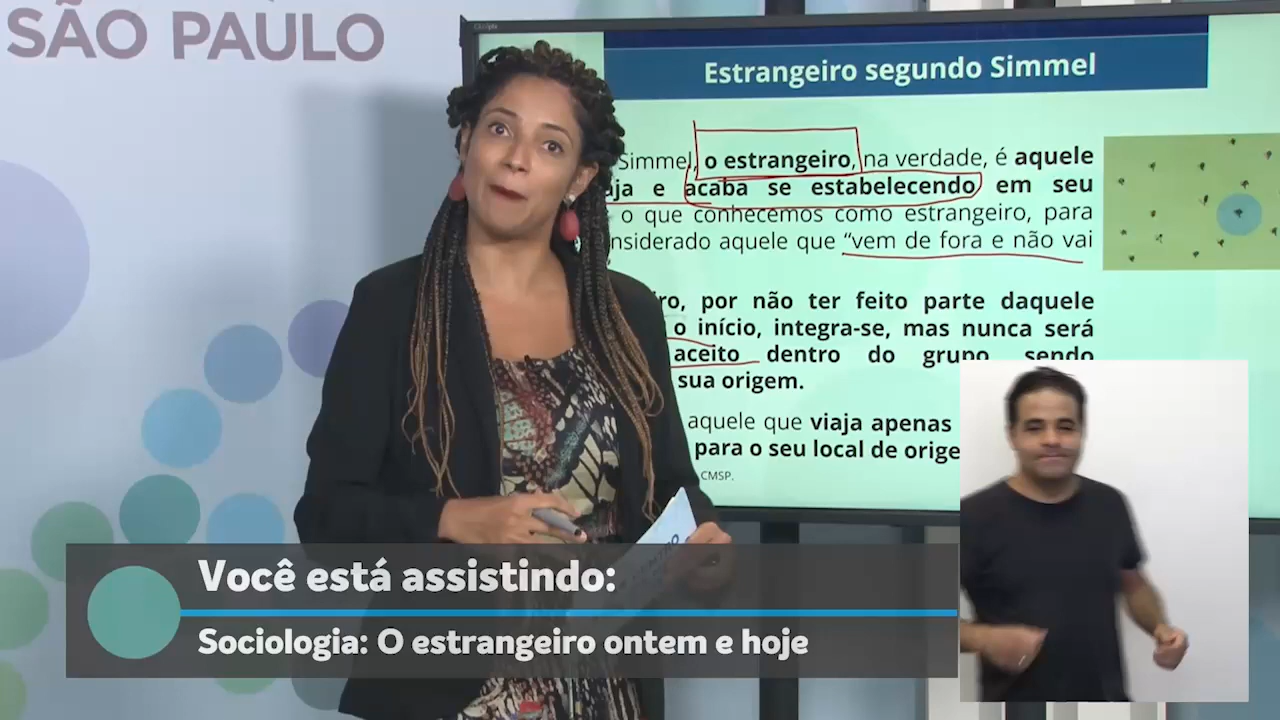 SÃO PAULO
Estrangeiro segundo Simmel
Simmel, o estrangeiro, na verdade, é aquele
e acaba se estabelecendo em seu
o que conhecemos como estrangeiro, para
aquele que “vem de fora e não vai
por não ter feito parte daquele
o início, integra-se, mas nunca será
aceito dentro do grupo, sendo
sua origem.
aquele que viaja apenas
para o seu local de orige
CMSP.
Você está assistindo:
Sociologia: O estrangeiro ontem e hoje